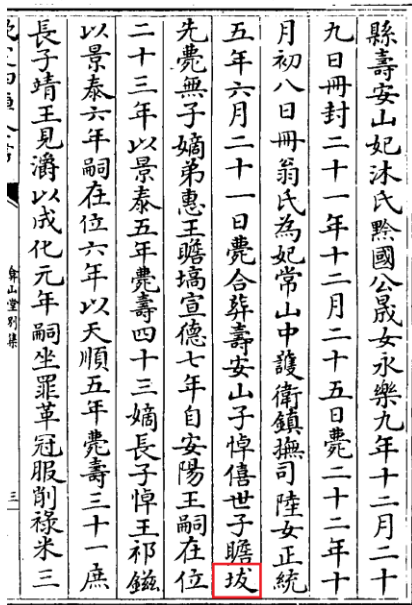 縣壽安山妃沐氏黔國公晟女永樂九年十二月二十
九日冊封二十一年十二月二十五日薨二十二年十
月初八日冊翁氏為妃常山中護衛鎮撫司陸女正統
五年六月二十一日薨合葬壽安山子悼僖世子瞻坺
先薨無子嫡弟惠王瞻塙宣德七年自安陽王嗣在位
二十三年以景泰五年薨壽四十三嫡長子悼王祁鎡
以景泰六年嗣在位六年以天順五年薨壽三十一庶
長子靖王見灂以成化元年嗣坐罪革冠服削祿米三
弇山堂別集
三